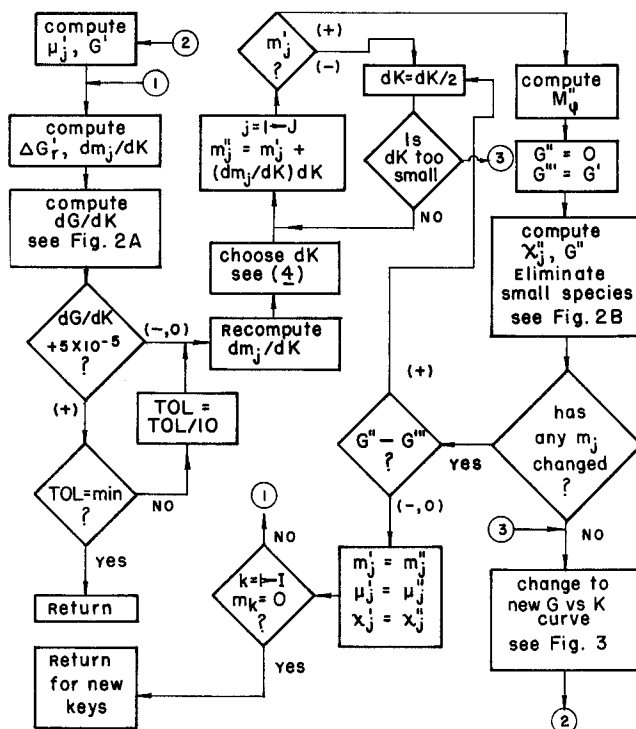 compute
μ'j, G'
2
1
compute
ΔG'r, dmj/dK
compute
dG/dK
see Fig. 2A
dG/dK
+5X10⁻⁵
?
(-,0)
(+)
TOL=min
?
NO
YES
Return
TOL =
TOL/10
Recompute
dmj/dK
choose dK
see (4)
j=1←J
m''j = m'j +
(dmj/dK)dK
m'j
?
(+)
(-)
dK=dK/2
Is
dK too
small
3
NO
compute
M''φ
G'' = 0
G''' = G'
compute
χ''j, G''
Eliminate
small species
see Fig. 2B
has
any mj
changed
?
YES
NO
3
change to
new G vs K
curve
see Fig. 3
2
G'' - G'''
?
(+)
(-,0)
m'j = m''j
μ'j = μ''j
χ'j = χ''j
k=1←I
mk=0
?
NO
1
YES
Return
for new
keys